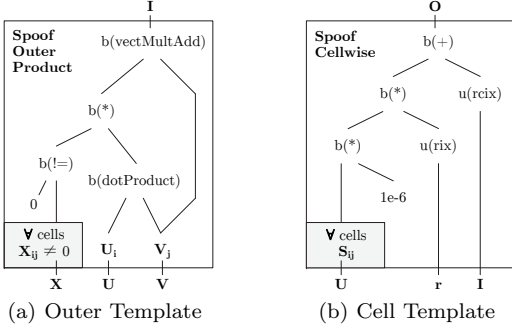 I
Spoof
Outer
Product
b(vectMultAdd)
b(*)
b(!=)
b(dotProduct)
0
∀ cells
Xij ≠ 0
Ui
Vj
X
U
V
(a) Outer Template
O
Spoof
Cellwise
b(+)
b(*)
u(rcix)
b(*)
u(rix)
1e-6
∀ cells
Sij
U
r
I
(b) Cell Template